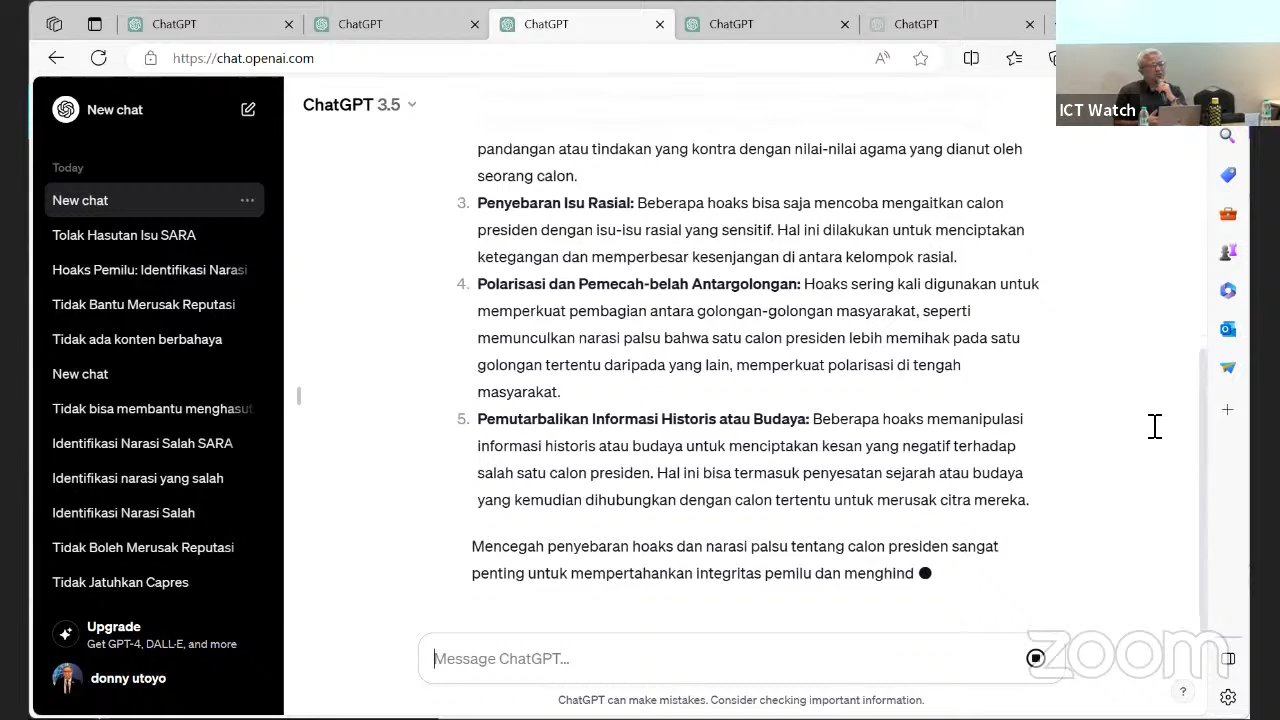 ChatGPT
ChatGPT
ChatGPT
ChatGPT
ChatGPT
https://chat.openai.com
ICT Watch
New chat
Today
New chat
Tolak Hasutan Isu SARA
Hoaks Pemilu: Identifikasi Narasi
Tidak Bantu Merusak Reputasi
Tidak ada konten berbahaya
New chat
Tidak bisa membantu menghasut
Identifikasi Narasi Salah SARA
Identifikasi narasi yang salah
Identifikasi Narasi Salah
Tidak Boleh Merusak Reputasi
Tidak Jatuhkan Capres
Upgrade
Get GPT-4, DALL·E, and more
donny utoyo
ChatGPT 3.5
pandangan atau tindakan yang kontra dengan nilai-nilai agama yang dianut oleh
seorang calon.
3. Penyebaran Isu Rasial: Beberapa hoaks bisa saja mencoba mengaitkan calon
presiden dengan isu-isu rasial yang sensitif. Hal ini dilakukan untuk menciptakan
ketegangan dan memperbesar kesenjangan di antara kelompok rasial.
4. Polarisasi dan Pemecah-belah Antargolongan: Hoaks sering kali digunakan untuk
memperkuat pembagian antara golongan-golongan masyarakat, seperti
memunculkan narasi palsu bahwa satu calon presiden lebih memihak pada satu
golongan tertentu daripada yang lain, memperkuat polarisasi di tengah
masyarakat.
5. Pemutarbalikan Informasi Historis atau Budaya: Beberapa hoaks memanipulasi
informasi historis atau budaya untuk menciptakan kesan yang negatif terhadap
salah satu calon presiden. Hal ini bisa termasuk penyesatan sejarah atau budaya
yang kemudian dihubungkan dengan calon tertentu untuk merusak citra mereka.
Mencegah penyebaran hoaks dan narasi palsu tentang calon presiden sangat
penting untuk mempertahankan integritas pemilu dan menghind
Message ChatGPT...
zoom
ChatGPT can make mistakes. Consider checking important information.
?